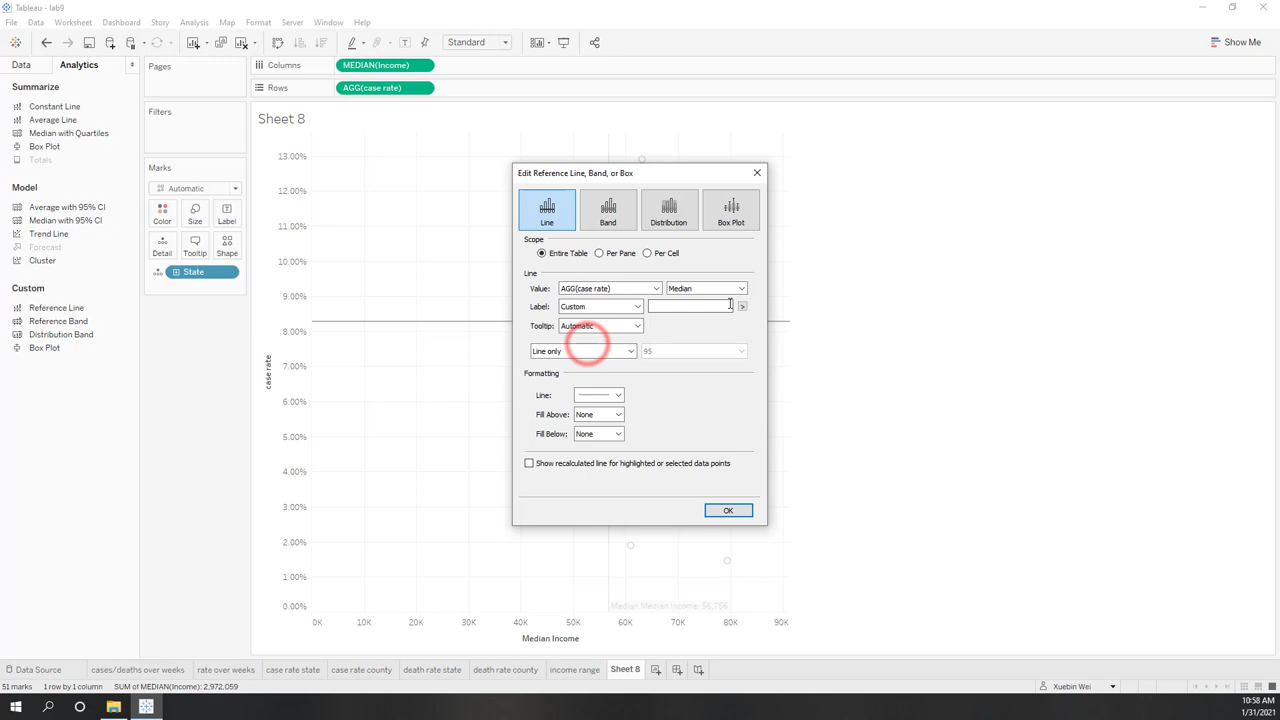 Tableau - lab9
File Data Worksheet Dashboard Story Analysis Map Format Server Window Help
Standard
Show Me
Data Analytics
Pages
Columns MEDIAN(Income)
Rows AGG(case rate)
Summarize
Constant Line
Average Line
Median with Quartiles
Box Plot
Totals
Model
Average with 95% CI
Median with 95% CI
Trend Line
Forecast
Cluster
Custom
Reference Line
Reference Band
Distribution Band
Box Plot
Filters
Marks
Automatic
Color Size Label
Detail Tooltip Shape
State
Sheet 8
13.00%
12.00%
11.00%
10.00%
9.00%
8.00%
7.00%
6.00%
5.00%
4.00%
3.00%
2.00%
1.00%
0.00%
case rate
0K 10K 20K 30K 40K 50K 60K 70K 80K 90K
Median Income
Median Median Income: 56,756
Edit Reference Line, Band, or Box
Line Band Distribution Box Plot
Scope
Entire Table Per Pane Per Cell
Line
Value: AGG(case rate) Median
Label: Custom >
Tooltip: Automatic
Line only 95
Formatting
Line:
Fill Above: None
Fill Below: None
Show recalculated line for highlighted or selected data points
OK
Data Source cases/deaths over weeks rate over weeks case rate state case rate county death rate state death rate county income range Sheet 8
51 marks 1 row by 1 column SUM of MEDIAN(Income): 2,972,059
Xuebin Wei
10:58 AM
1/31/2021